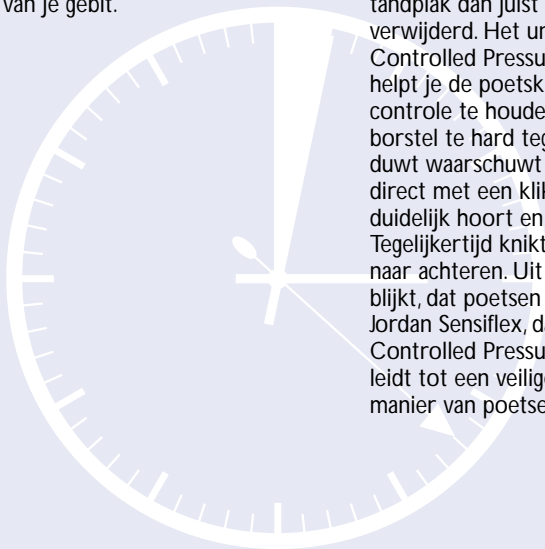 van je gebit.
tandplak dan juist
verwijderd. Het un
Controlled Pressu
helpt je de poetsk
controle te houde
borstel te hard teg
duwt waarschuwt
direct met een klik
duidelijk hoort en
Tegelijkertijd knikt
naar achteren. Uit
blijkt, dat poetsen
Jordan Sensiflex, da
Controlled Pressu
leidt tot een veilige
manier van poetse